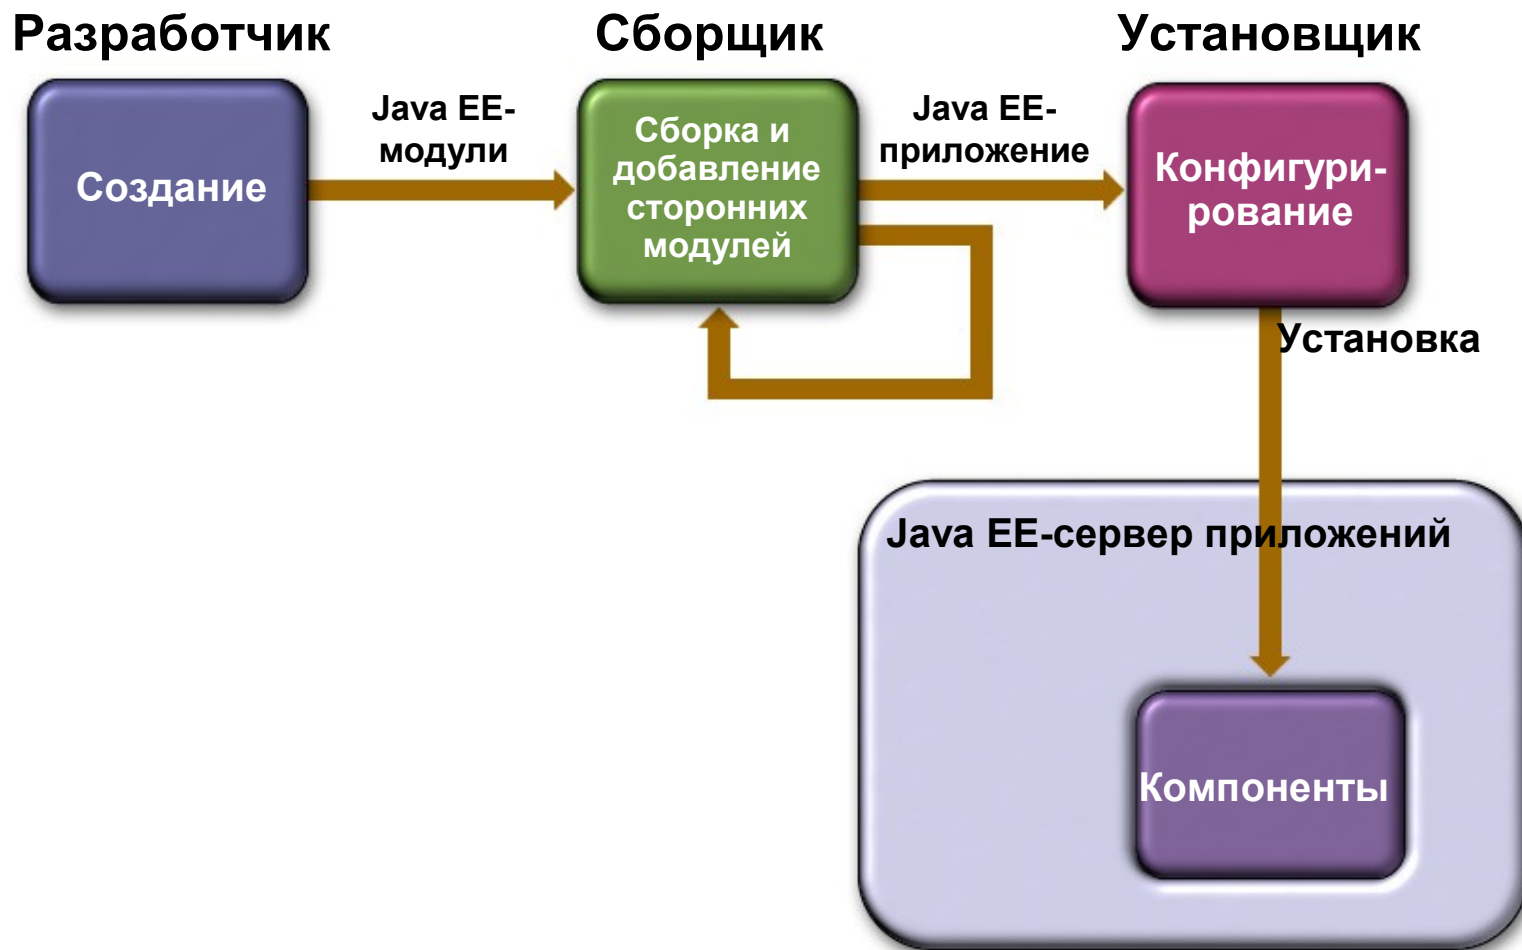 Разработчик
Сборщик
Установщик
Создание
Java EE-
модули
Сборка и
добавление
сторонних
модулей
Java EE-
приложение
Конфигури-
рование
Установка
Java EE-сервер приложений
Компоненты